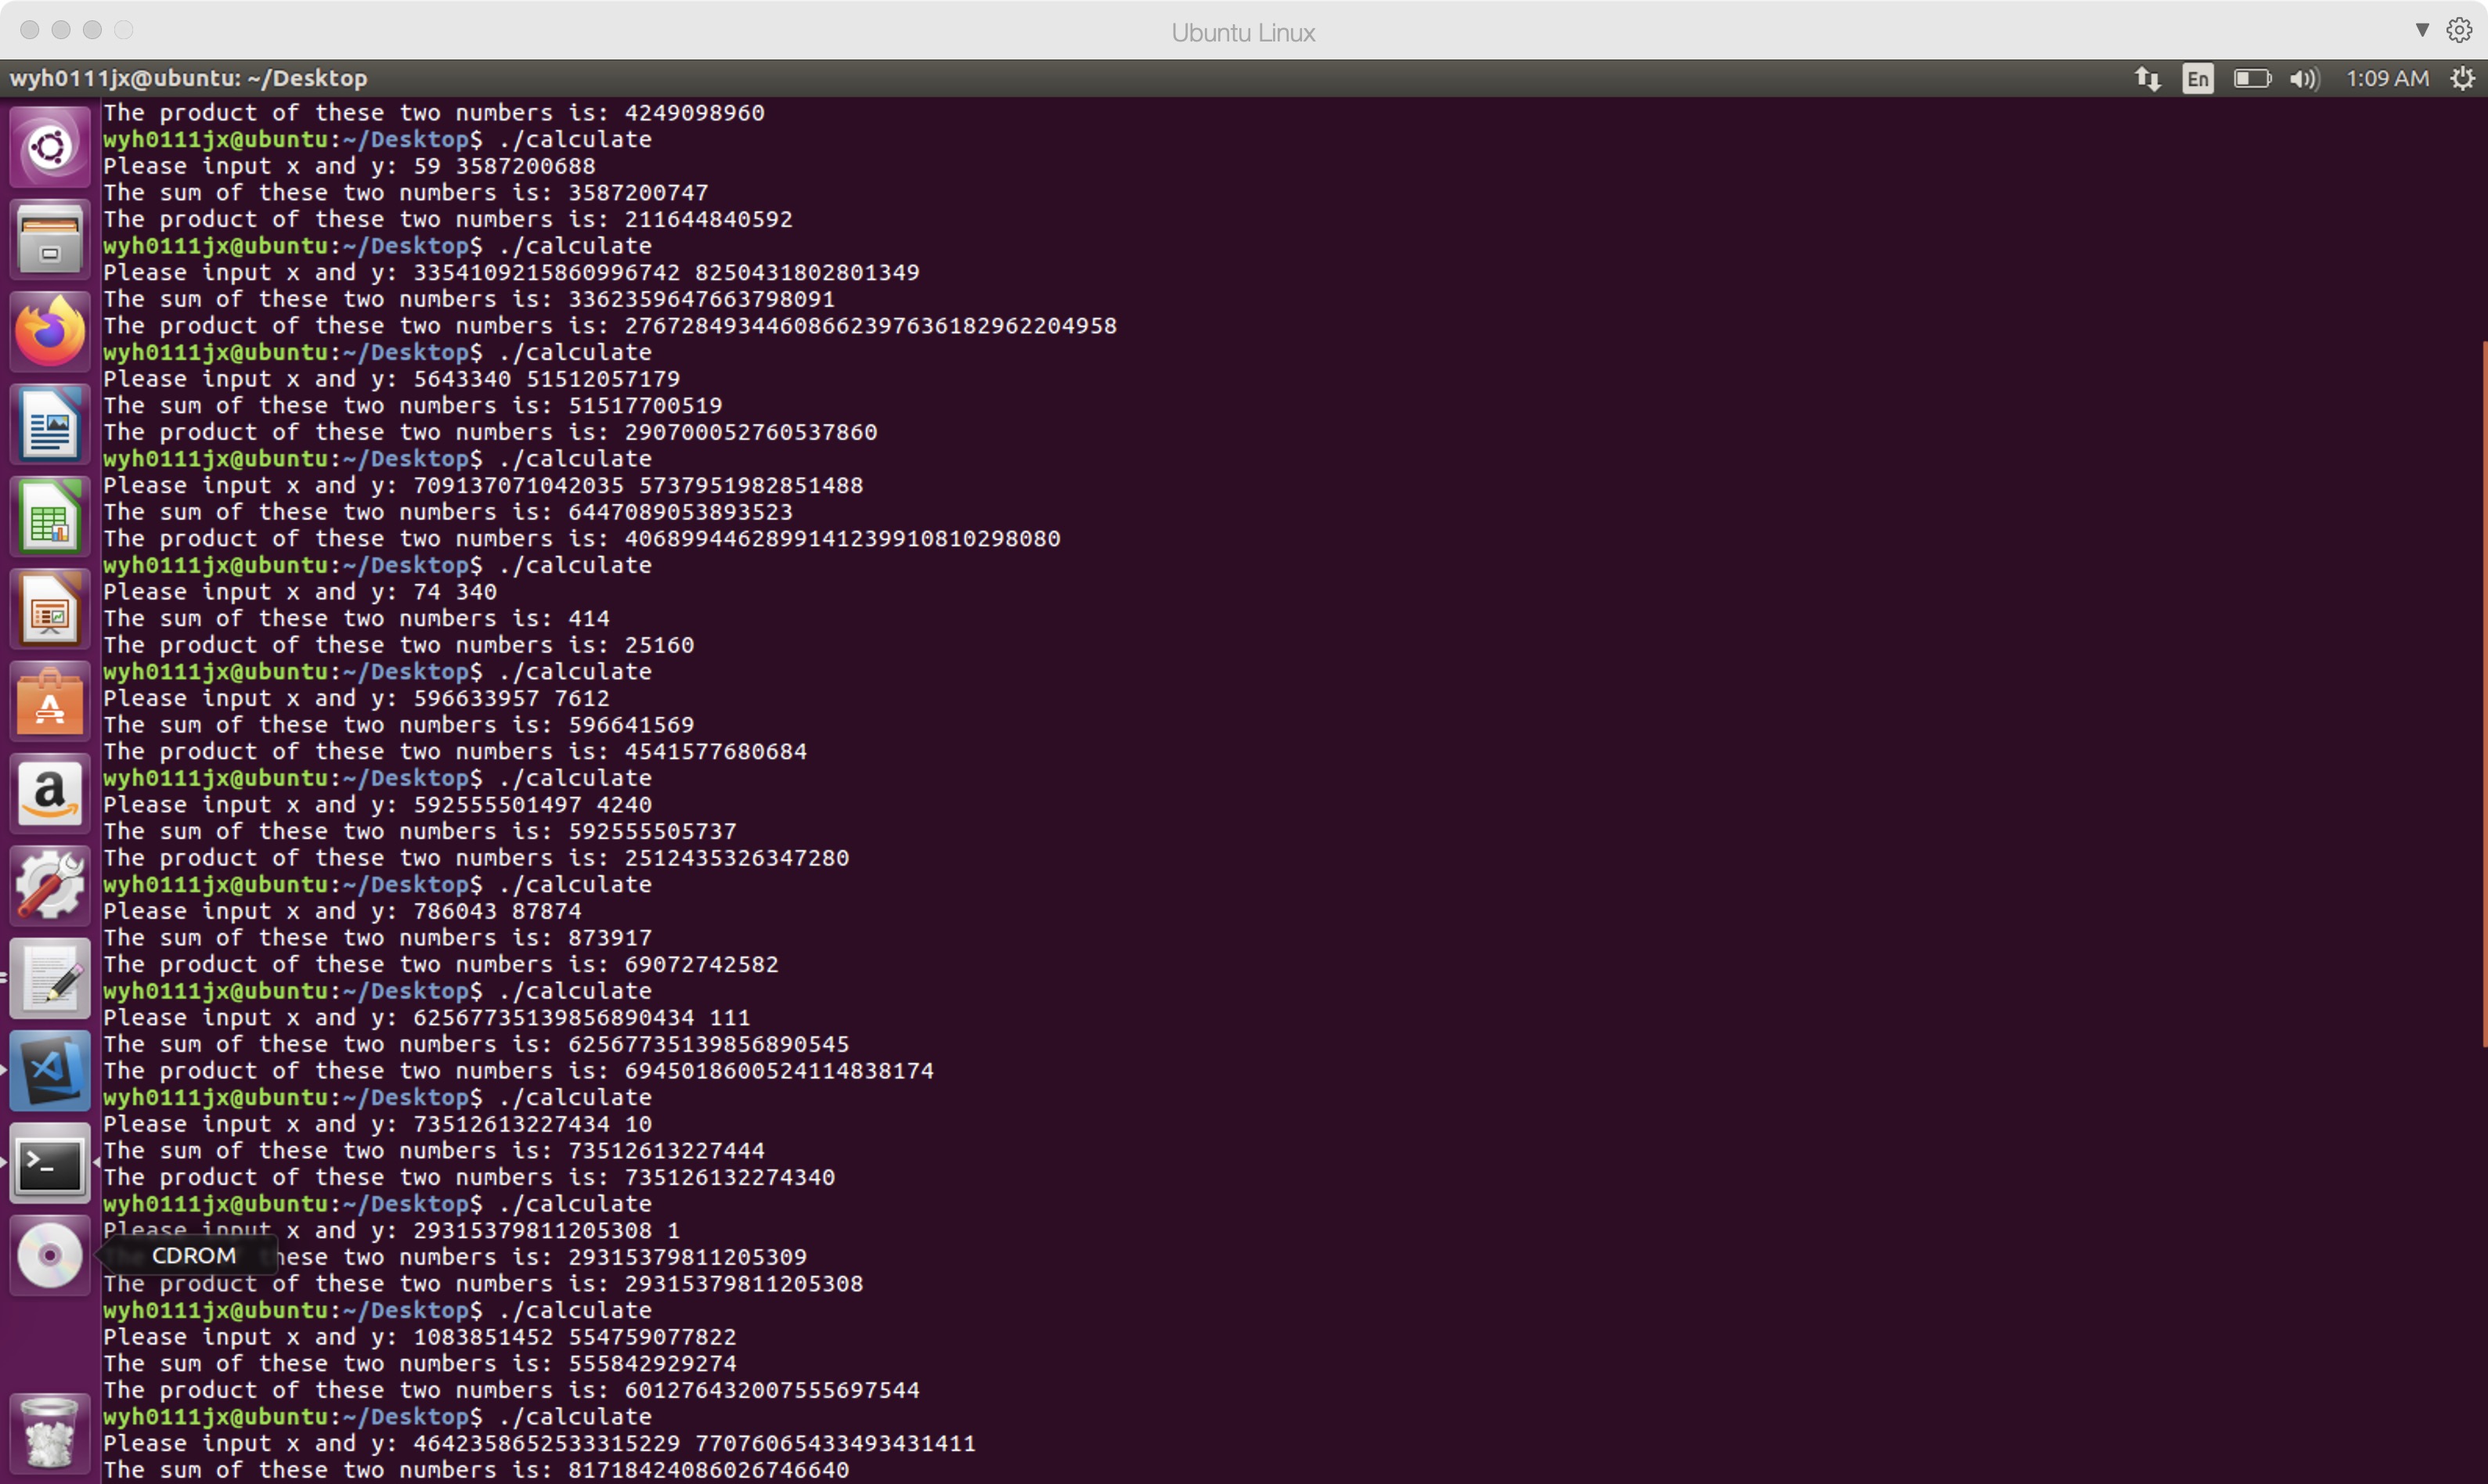 Ubuntu Linux
wyh0111jx@ubuntu: ~/Desktop
En
1:09 AM
The product of these two numbers is: 4249098960
wyh0111jx@ubuntu:~/Desktop$ ./calculate
Please input x and y: 59 3587200688
The sum of these two numbers is: 3587200747
The product of these two numbers is: 211644840592
wyh0111jx@ubuntu:~/Desktop$ ./calculate
Please input x and y: 3354109215860996742 8250431802801349
The sum of these two numbers is: 3362359647663798091
The product of these two numbers is: 27672849344608662397636182962204958
wyh0111jx@ubuntu:~/Desktop$ ./calculate
Please input x and y: 5643340 51512057179
The sum of these two numbers is: 51517700519
The product of these two numbers is: 290700052760537860
wyh0111jx@ubuntu:~/Desktop$ ./calculate
Please input x and y: 709137071042035 5737951982851488
The sum of these two numbers is: 6447089053893523
The product of these two numbers is: 4068994462899141239910810298080
wyh0111jx@ubuntu:~/Desktop$ ./calculate
Please input x and y: 74 340
The sum of these two numbers is: 414
The product of these two numbers is: 25160
wyh0111jx@ubuntu:~/Desktop$ ./calculate
Please input x and y: 596633957 7612
The sum of these two numbers is: 596641569
The product of these two numbers is: 4541577680684
wyh0111jx@ubuntu:~/Desktop$ ./calculate
Please input x and y: 592555501497 4240
The sum of these two numbers is: 592555505737
The product of these two numbers is: 2512435326347280
wyh0111jx@ubuntu:~/Desktop$ ./calculate
Please input x and y: 786043 87874
The sum of these two numbers is: 873917
The product of these two numbers is: 69072742582
wyh0111jx@ubuntu:~/Desktop$ ./calculate
Please input x and y: 62567735139856890434 111
The sum of these two numbers is: 62567735139856890545
The product of these two numbers is: 6945018600524114838174
wyh0111jx@ubuntu:~/Desktop$ ./calculate
Please input x and y: 73512613227434 10
The sum of these two numbers is: 73512613227444
The product of these two numbers is: 735126132274340
wyh0111jx@ubuntu:~/Desktop$ ./calculate
Please input x and y: 29315379811205308 1
CDROM
these two numbers is: 29315379811205309
The product of these two numbers is: 29315379811205308
wyh0111jx@ubuntu:~/Desktop$ ./calculate
Please input x and y: 1083851452 554759077822
The sum of these two numbers is: 555842929274
The product of these two numbers is: 601276432007555697544
wyh0111jx@ubuntu:~/Desktop$ ./calculate
Please input x and y: 4642358652533315229 77076065433493431411
The sum of these two numbers is: 81718424086026746640